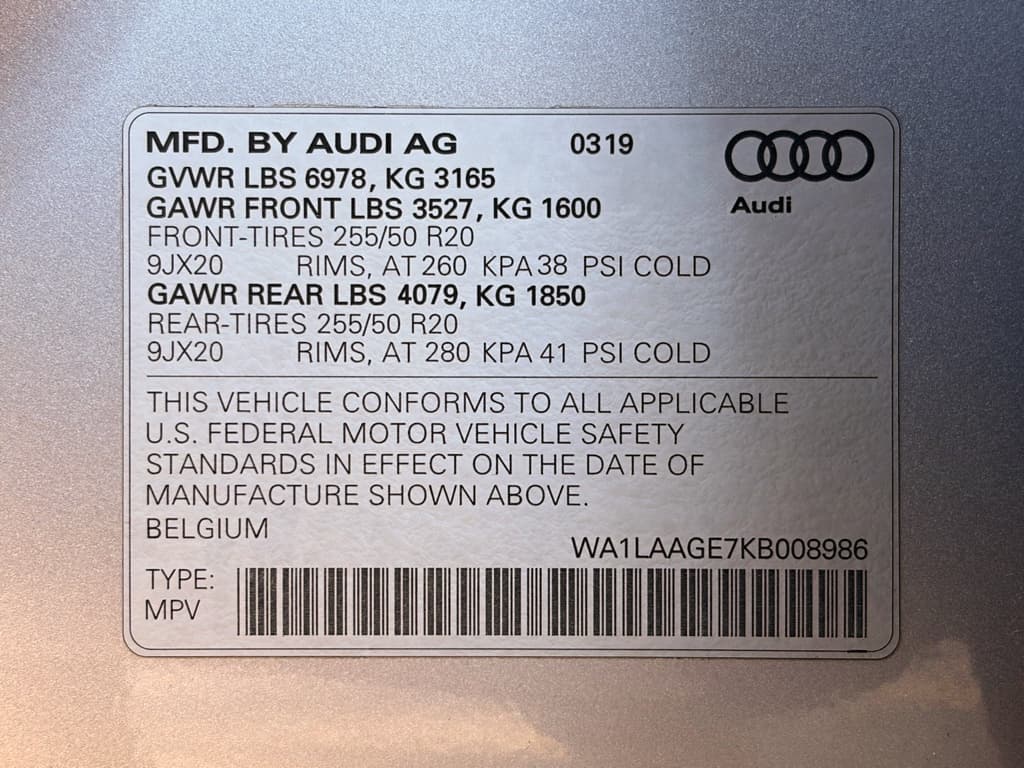 MFD. BY AUDI AG 0319
GVWR LBS 6978, KG 3165
GAWR FRONT LBS 3527, KG 1600
Audi
FRONT-TIRES 255/50 R20
9JX20 RIMS, AT 260 KPA 38 PSI COLD
GAWR REAR LBS 4079, KG 1850
REAR-TIRES 255/50 R20
9JX20 RIMS, AT 280 KPA 41 PSI COLD
THIS VEHICLE CONFORMS TO ALL APPLICABLE
U.S. FEDERAL MOTOR VEHICLE SAFETY
STANDARDS IN EFFECT ON THE DATE OF
MANUFACTURE SHOWN ABOVE.
BELGIUM
WA1LAAGE7KB008986
TYPE:
MPV